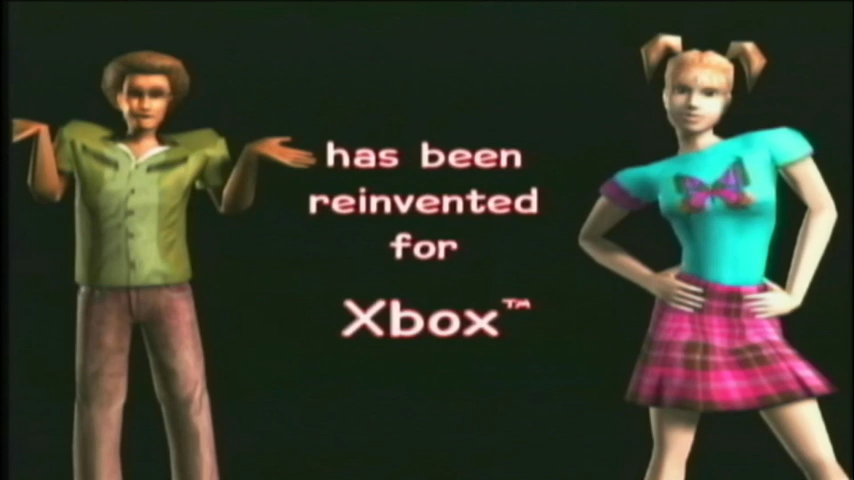 has been
reinvented
for
Xbox™